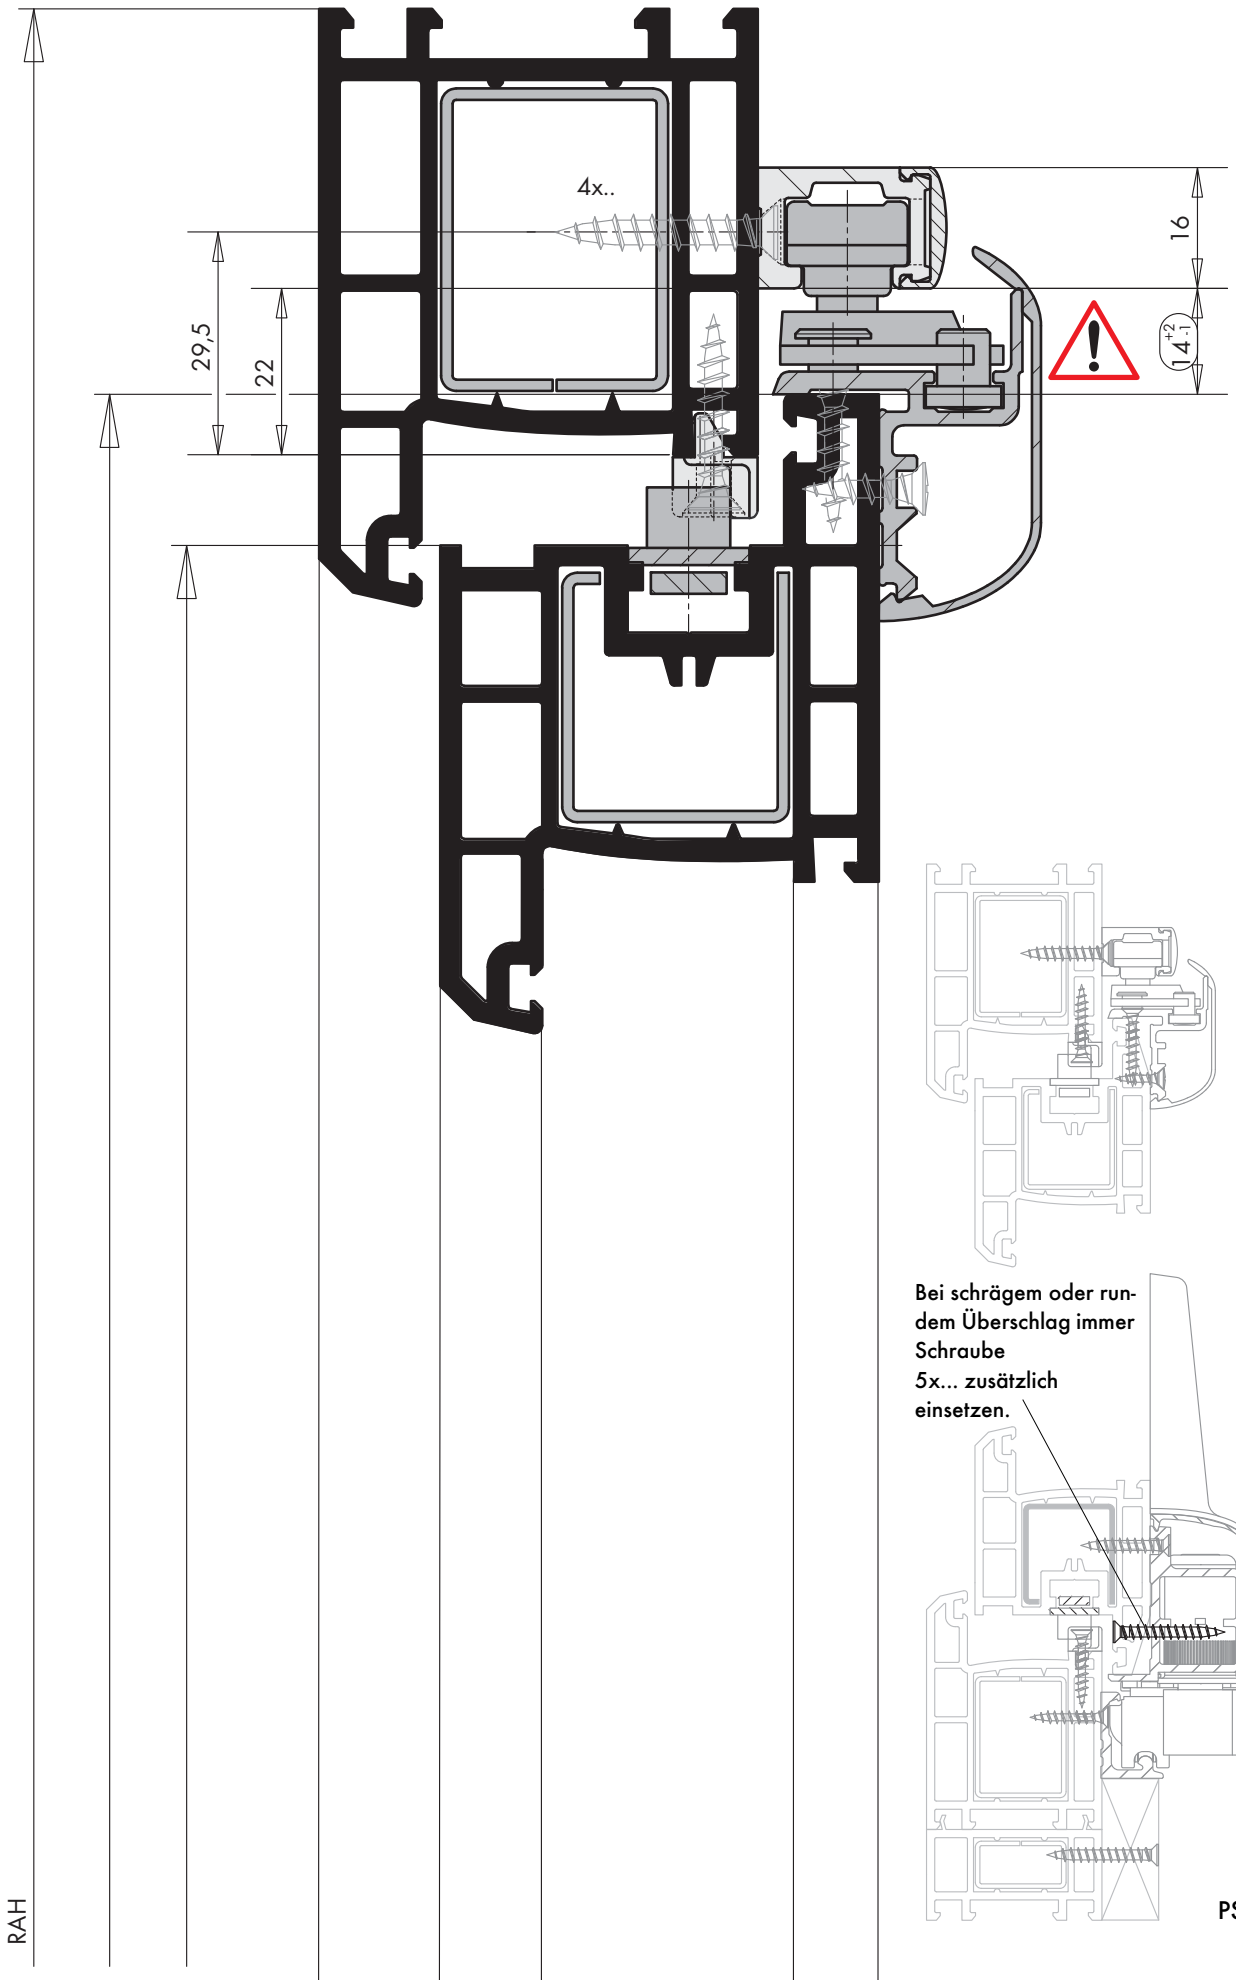 4x..
16
29,5
22
14 +2 -1
Bei schrägem oder run-
dem Überschlag immer
Schraube
5x... zusätzlich
einsetzen.
RAH
PS